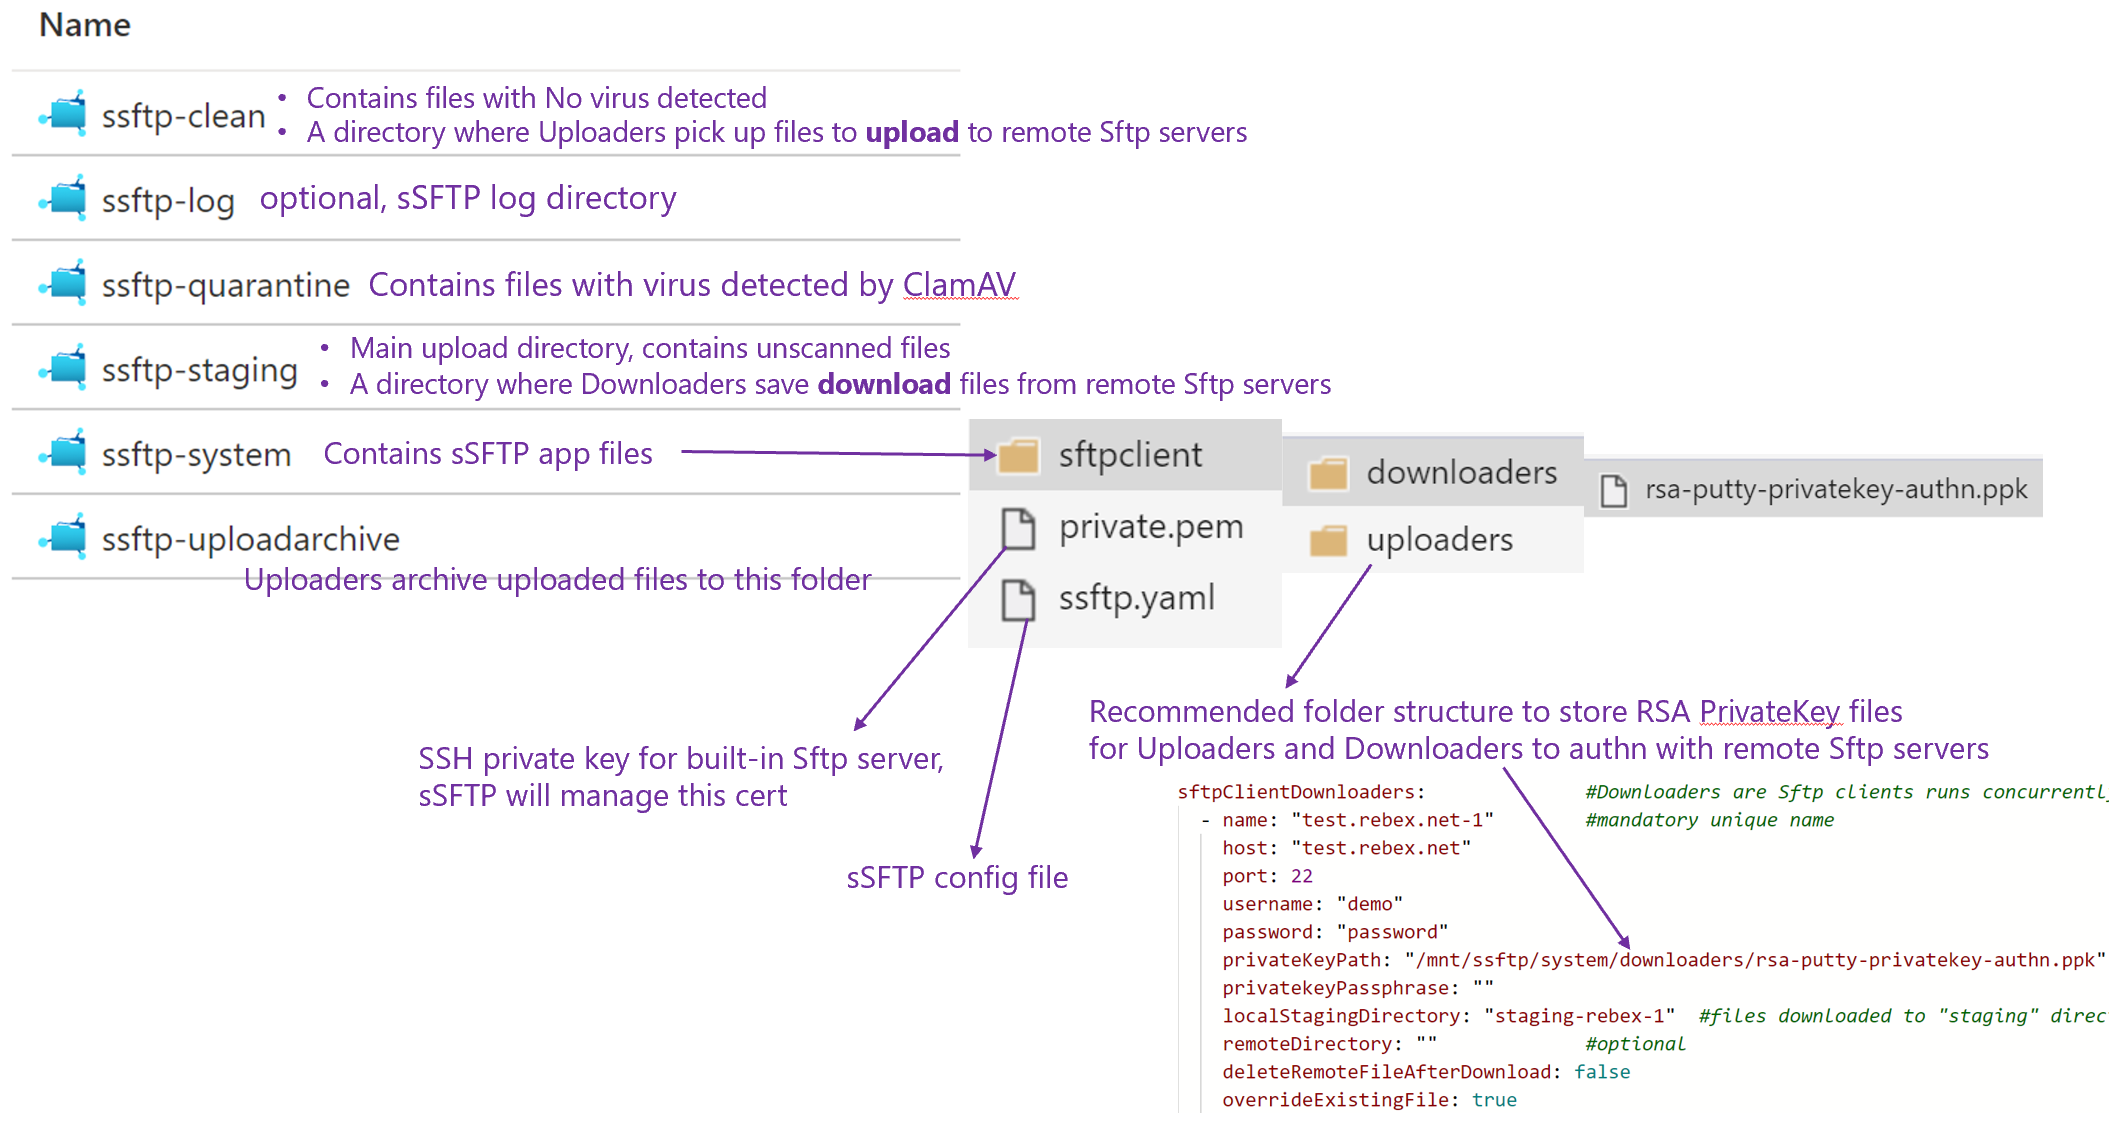 Name
ssftp-clean
• Contains files with No virus detected
• A directory where Uploaders pick up files to upload to remote Sftp servers
ssftp-log
optional, sSFTP log directory
ssftp-quarantine
Contains files with virus detected by ClamAV
ssftp-staging
• Main upload directory, contains unscanned files
• A directory where Downloaders save download files from remote Sftp servers
ssftp-system
Contains sSFTP app files
ssftp-uploadarchive
Uploaders archive uploaded files to this folder
sftpclient
private.pem
ssftp.yaml
downloaders
uploaders
rsa-putty-privatekey-authn.ppk
SSH private key for built-in Sftp server,
sSFTP will manage this cert
sSFTP config file
Recommended folder structure to store RSA PrivateKey files
for Uploaders and Downloaders to authn with remote Sftp servers
sftpClientDownloaders: #Downloaders are Sftp clients runs
- name: "test.rebex.net-1" #mandatory unique name
host: "test.rebex.net"
port: 22
username: "demo"
password: "password"
privateKeyPath: "/mnt/ssftp/system/downloaders/rsa-putty-privatekey-authn.ppk"
privatekeyPassphrase: ""
localStagingDirectory: "staging-rebex-1" #files downloaded to "staging"
remoteDirectory: "" #optional
deleteRemoteFileAfterDownload: false
overrideExistingFile: true